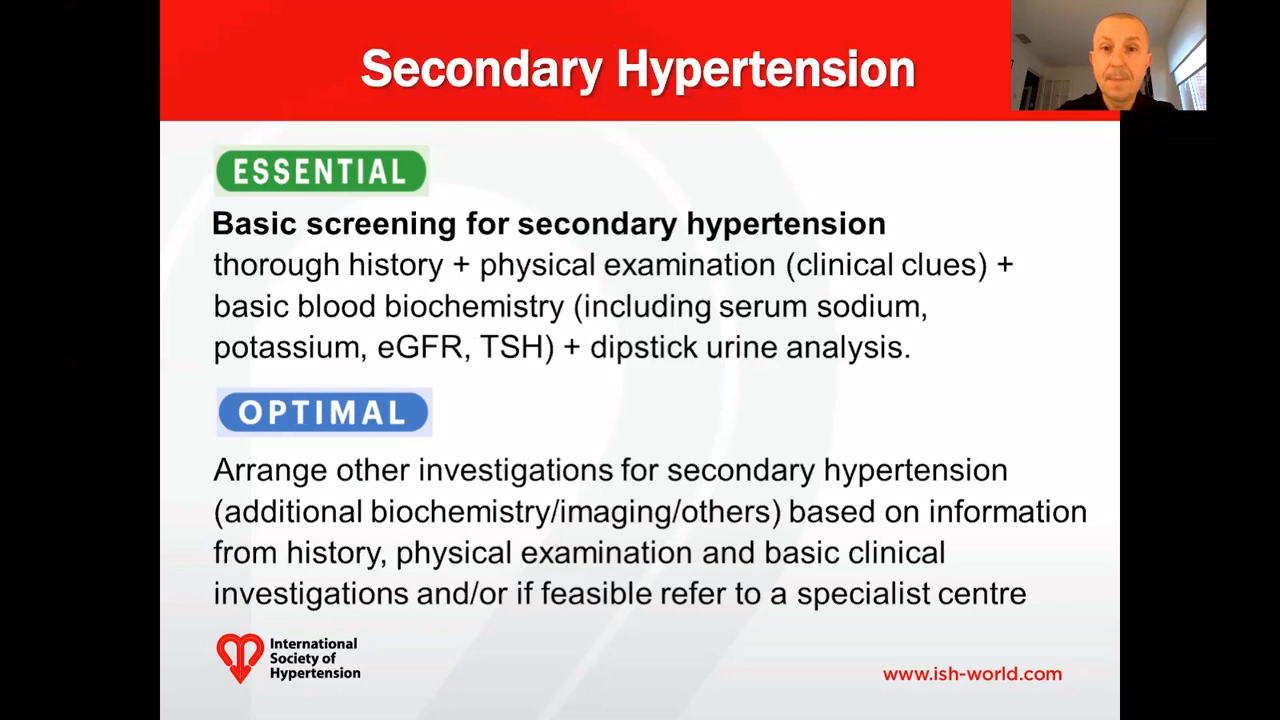 Secondary Hypertension
ESSENTIAL
Basic screening for secondary hypertension
thorough history + physical examination (clinical clues) +
basic blood biochemistry (including serum sodium,
potassium, eGFR, TSH) + dipstick urine analysis.
OPTIMAL
Arrange other investigations for secondary hypertension
(additional biochemistry/imaging/others) based on information
from history, physical examination and basic clinical
investigations and/or if feasible refer to a specialist centre
International
Society of
Hypertension
www.ish-world.com